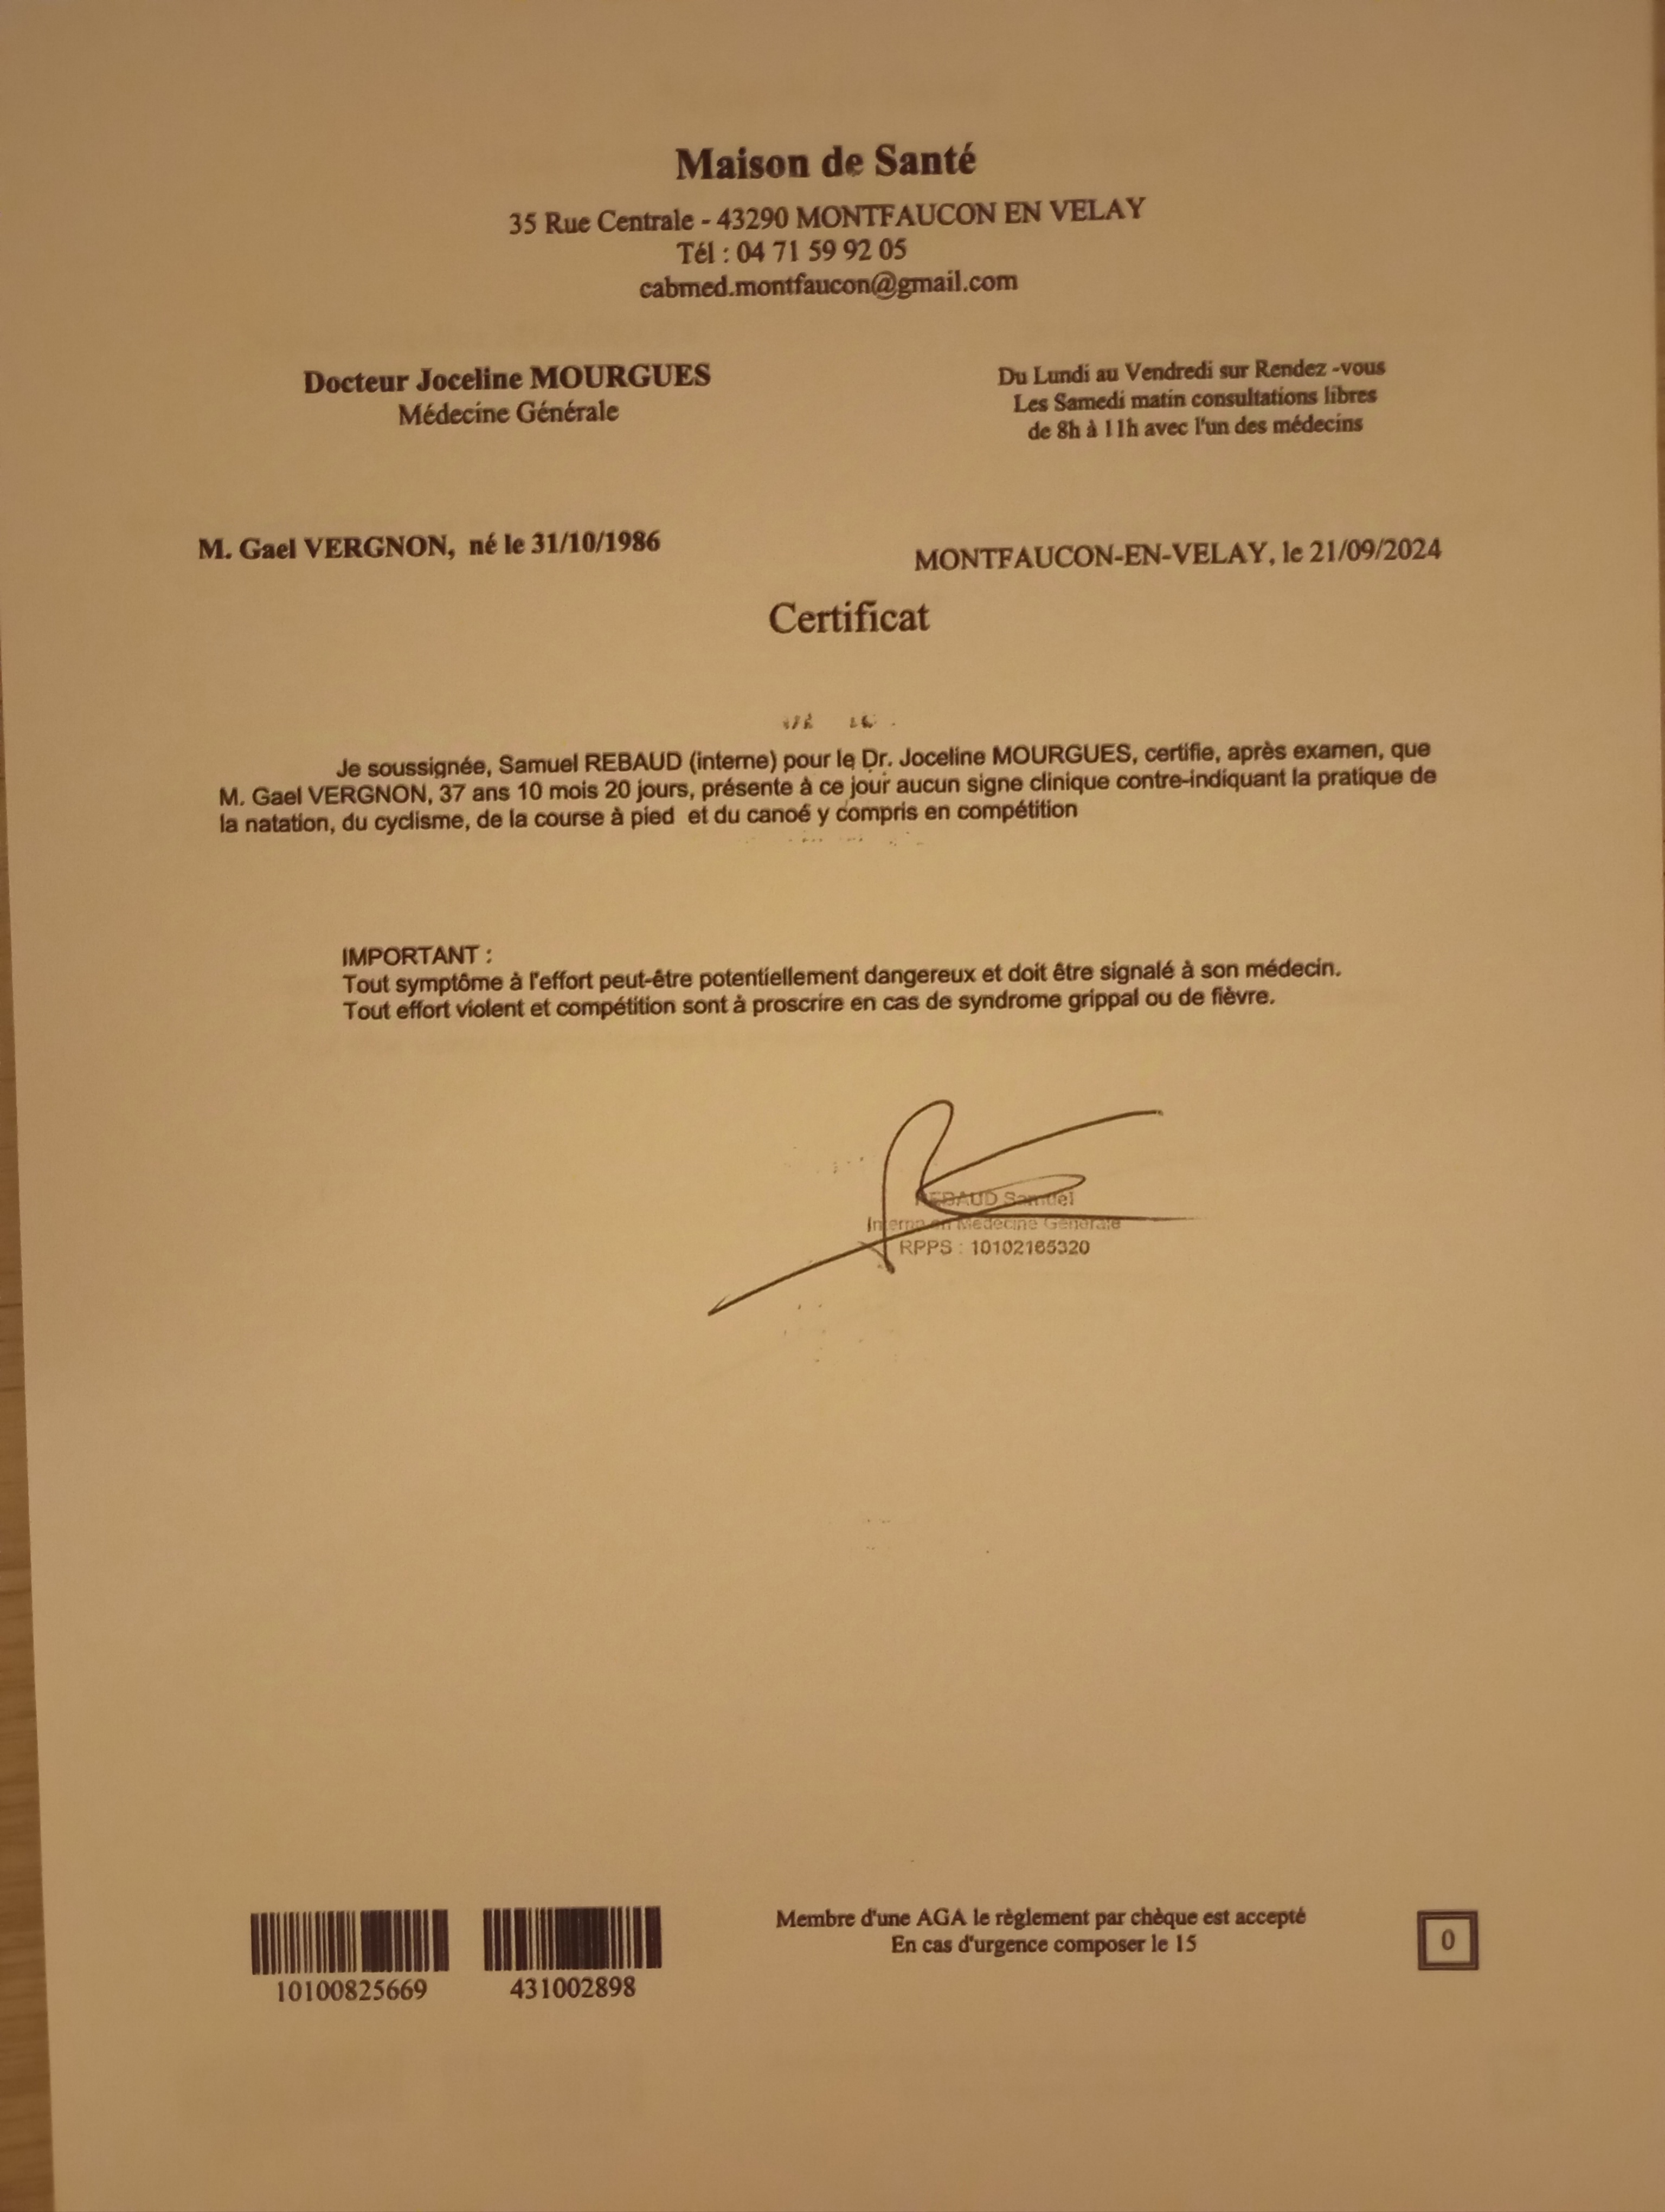 Maison de Santé
35 Rue Centrale - 43290 MONTFAUCON EN VELAY
Tél : 04 71 59 92 05
cabmed.montfaucon@gmail.com
Docteur Joceline MOURGUES
Médecine Générale
Du Lundi au Vendredi sur Rendez -vous
Les Samedi matin consultations libres
de 8h à 11h avec l'un des médecins
M. Gael VERGNON, né le 31/10/1986
MONTFAUCON-EN-VELAY, le 21/09/2024
Certificat
Je soussignée, Samuel REBAUD (interne) pour le Dr. Joceline MOURGUES, certifie, après examen, que
M. Gael VERGNON, 37 ans 10 mois 20 jours, présente à ce jour aucun signe clinique contre-indiquant la pratique de
la natation, du cyclisme, de la course à pied et du canoé y compris en compétition
IMPORTANT :
Tout symptôme à l'effort peut-être potentiellement dangereux et doit être signalé à son médecin.
Tout effort violent et compétition sont à proscrire en cas de syndrome grippal ou de fièvre.
REBAUD Samuel
Interne en Médecine Générale
RPPS : 10102165320
Membre d'une AGA le règlement par chèque est accepté
En cas d'urgence composer le 15
0
10100825669
431002898